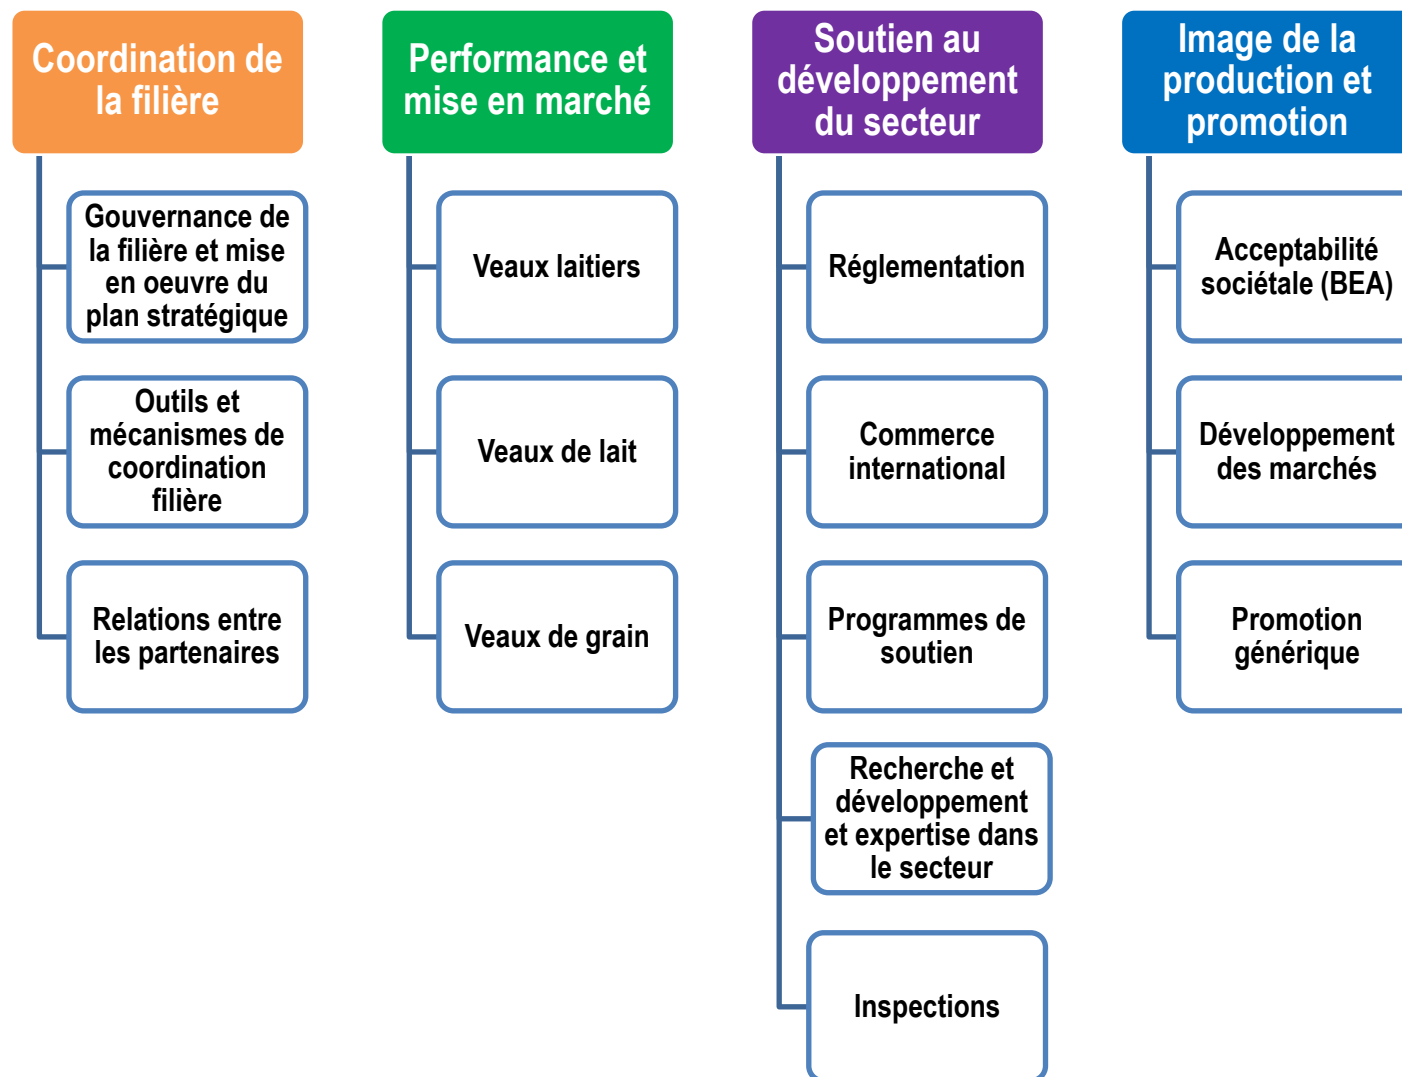 Coordination de
la filière
Gouvernance de
la filière et mise
en oeuvre du
plan stratégique
Outils et
mécanismes de
coordination
filière
Relations entre
les partenaires
Performance et
mise en marché
Veaux laitiers
Veaux de lait
Veaux de grain
Soutien au
développement
du secteur
Réglementation
Commerce
international
Programmes de
soutien
Recherche et
développement
et expertise dans
le secteur
Inspections
Image de la
production et
promotion
Acceptabilité
sociétale (BEA)
Développement
des marchés
Promotion
générique